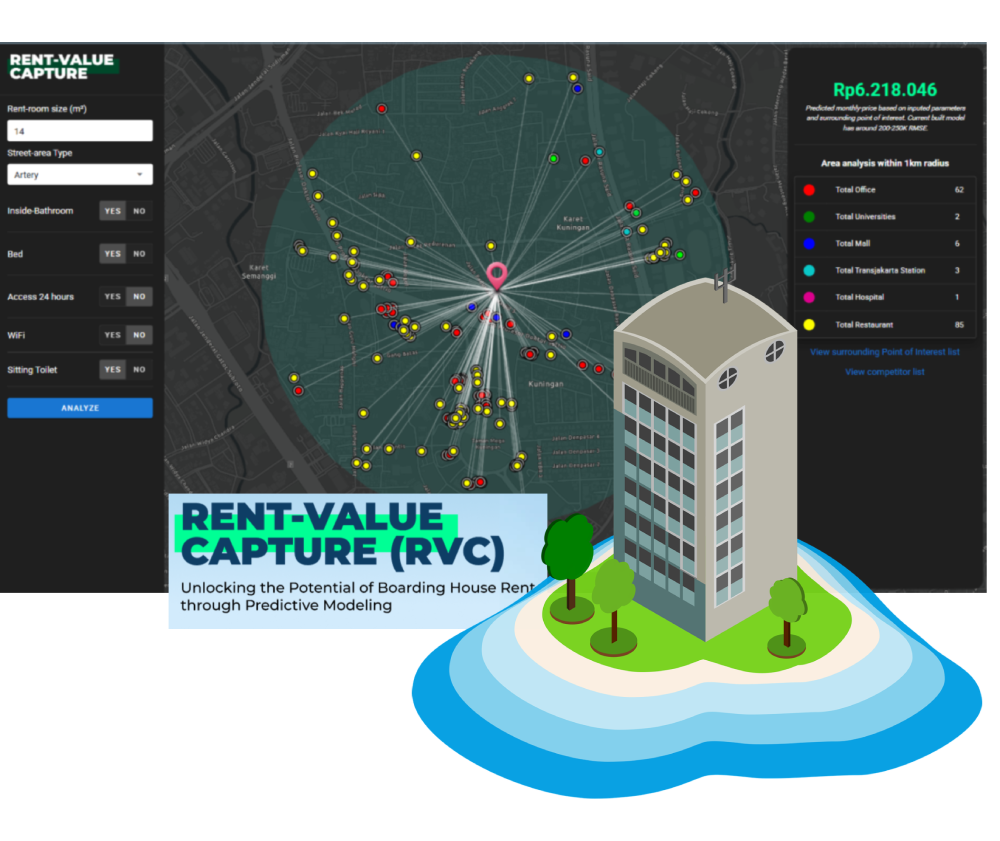 RENT-VALUE
CAPTURE
Rent-room size (m²)
14
Street-area Type
Artery
Inside-Bathroom YES NO
Bed YES NO
Access 24 hours YES NO
WiFi YES NO
Sitting Toilet YES NO
ANALYZE
Karet
Kuningan
Karet
Semanggi
Kuningan
Rp6.218.046
Predicted monthly-price based on inputed parameters
and surrounding point of interest. Current built model
has around 200-250K RMSE.
Area analysis within 1km radius
Total Office 62
Total Universities 2
Total Mall 6
Total Transjakarta Station 3
Total Hospital 1
Total Restaurant 85
View surrounding Point of Interest list
View competitor list
RENT-VALUE
CAPTURE (RVC)
Unlocking the Potential of Boarding House Rent
through Predictive Modeling